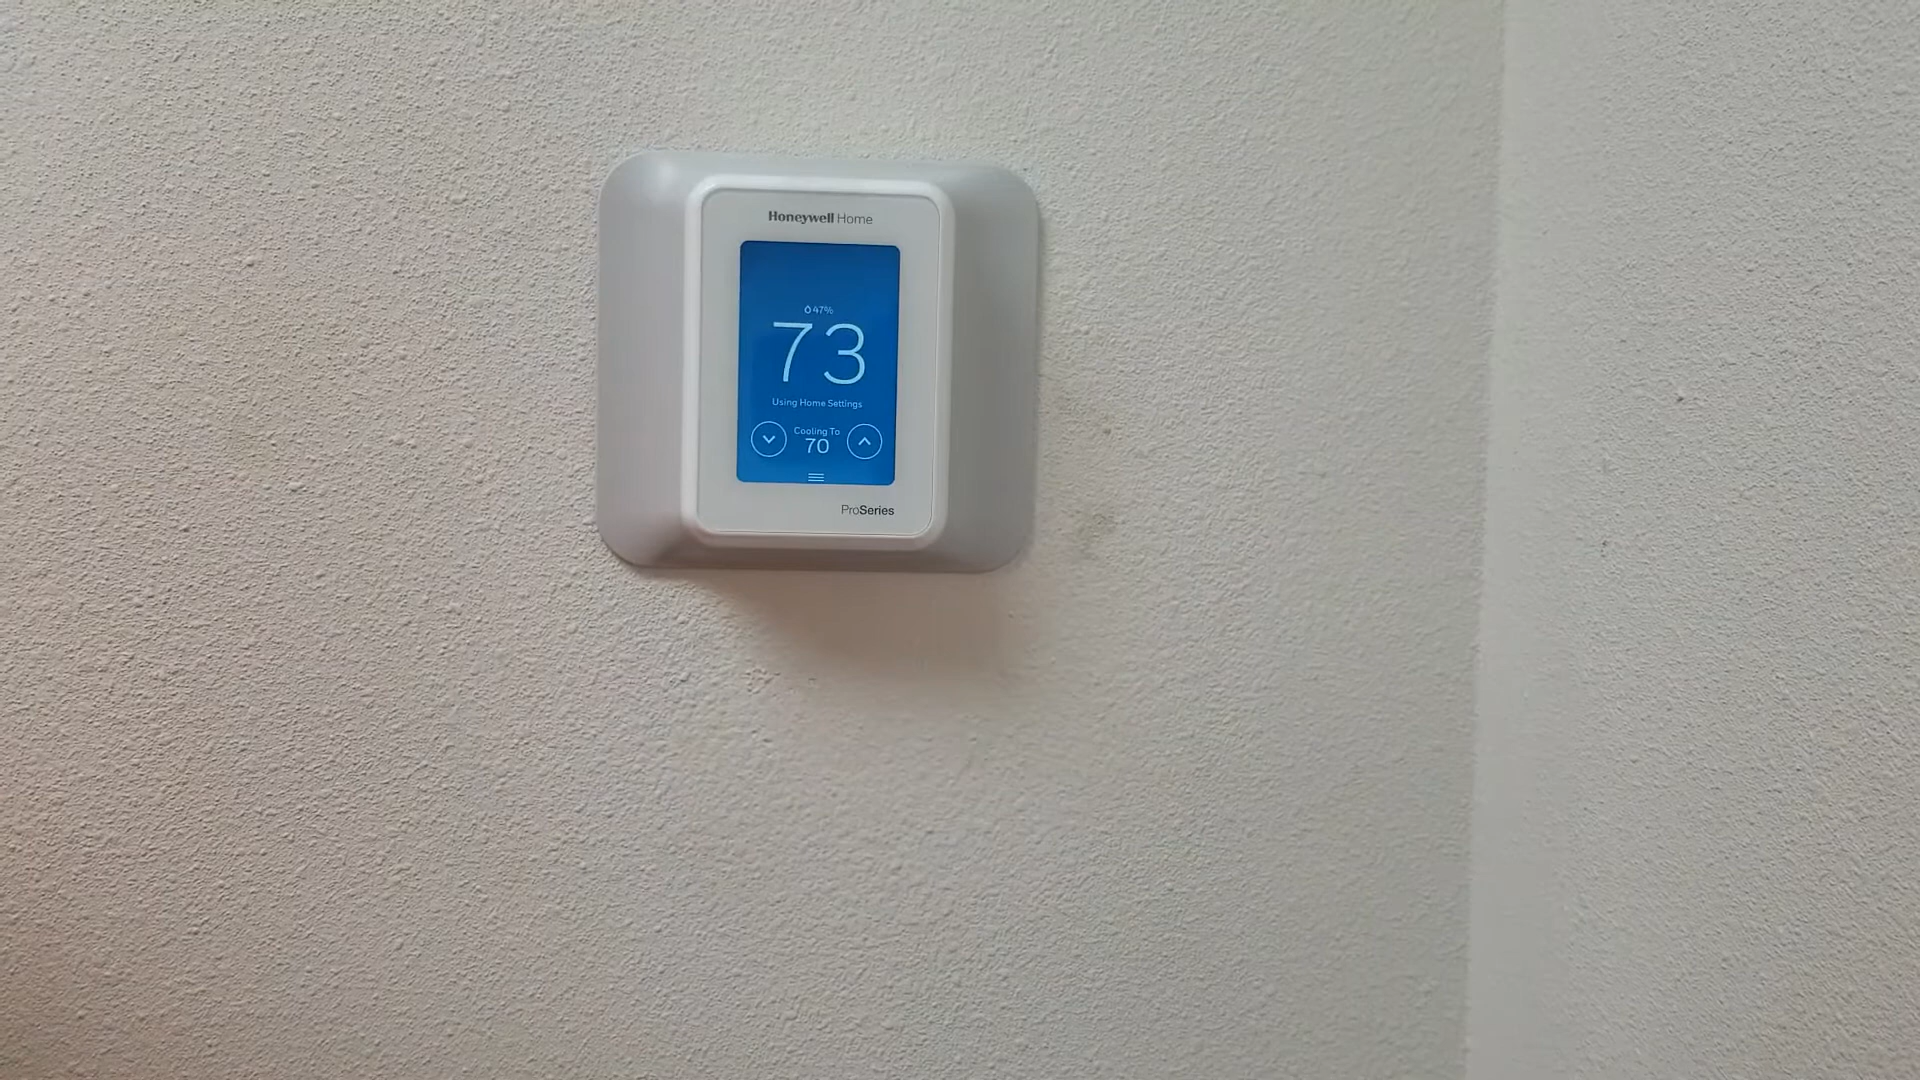 Honeywell Home
47%
73
Using Home Settings
Cooling To
70
ProSeries